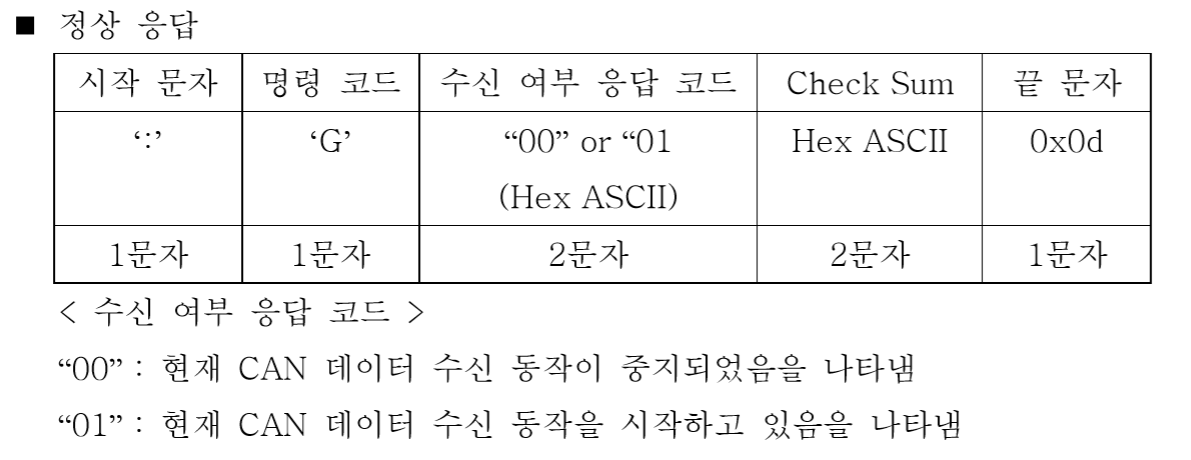 ■ 정상 응답
시작 문자 명령 코드 수신 여부 응답 코드 Check Sum 끝 문자
‘:’ ‘G’ “00” or “01 Hex ASCII 0x0d
(Hex ASCII)
1문자 1문자 2문자 2문자 1문자
< 수신 여부 응답 코드 >
“00” : 현재 CAN 데이터 수신 동작이 중지되었음을 나타냄
“01” : 현재 CAN 데이터 수신 동작을 시작하고 있음을 나타냄